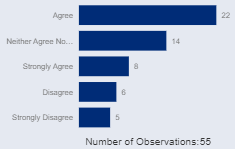 Agree 22
Neither Agree No... 14
Strongly Agree 8
Disagree 6
Strongly Disagree 5
Number of Observations:55